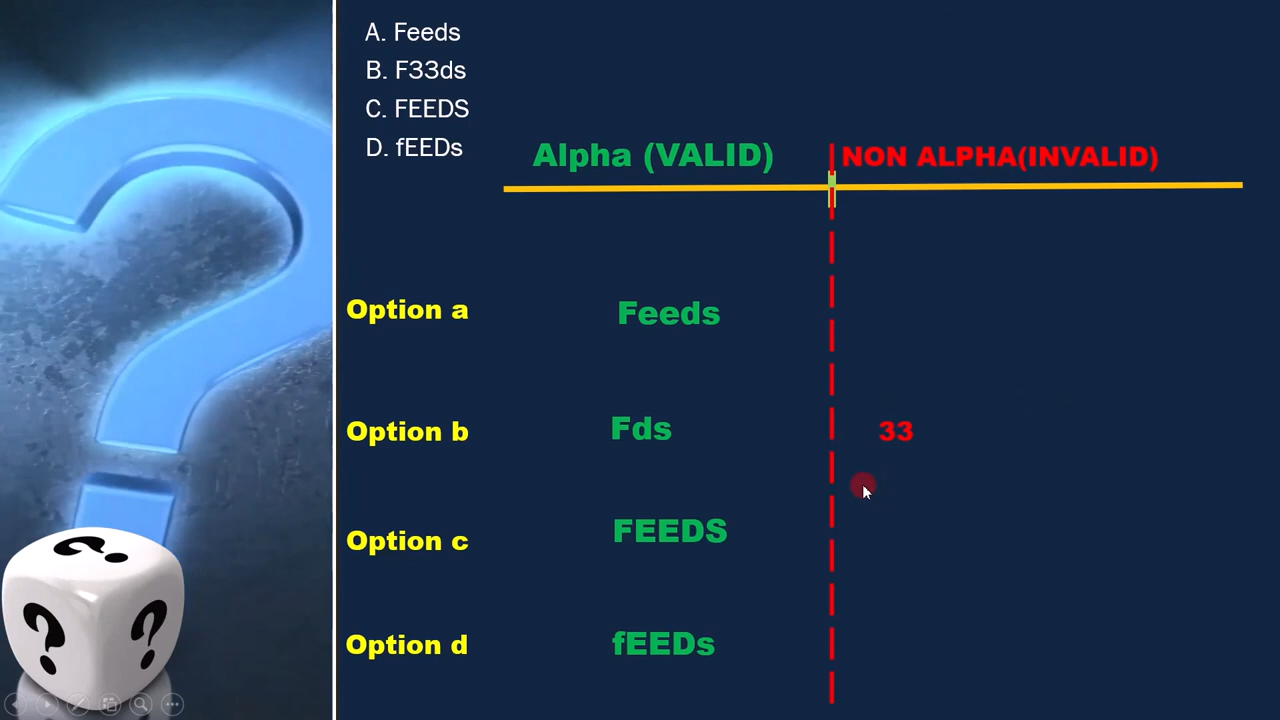 A. Feeds
B. F33ds
C. FEEDS
D. fEEDs
Alpha (VALID) NON ALPHA(INVALID)
Option a Feeds
Option b Fds 33
Option c FEEDS
Option d fEEDs